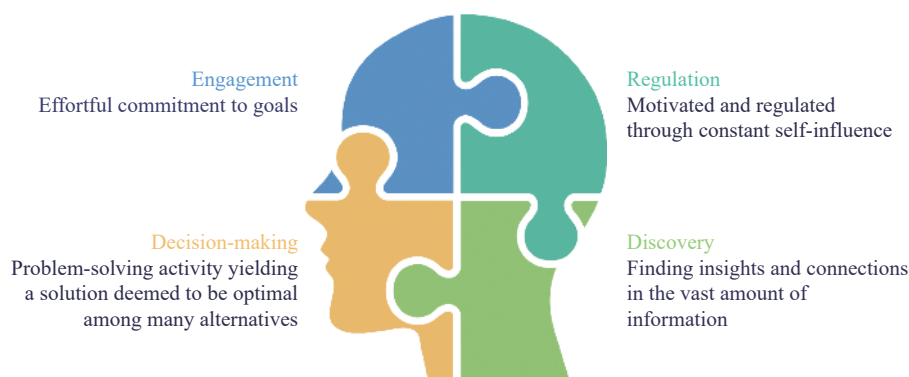 Engagement
Effortful commitment to goals
Regulation
Motivated and regulated
through constant self-influence
Decision-making
Problem-solving activity yielding
a solution deemed to be optimal
among many alternatives
Discovery
Finding insights and connections
in the vast amount of
information